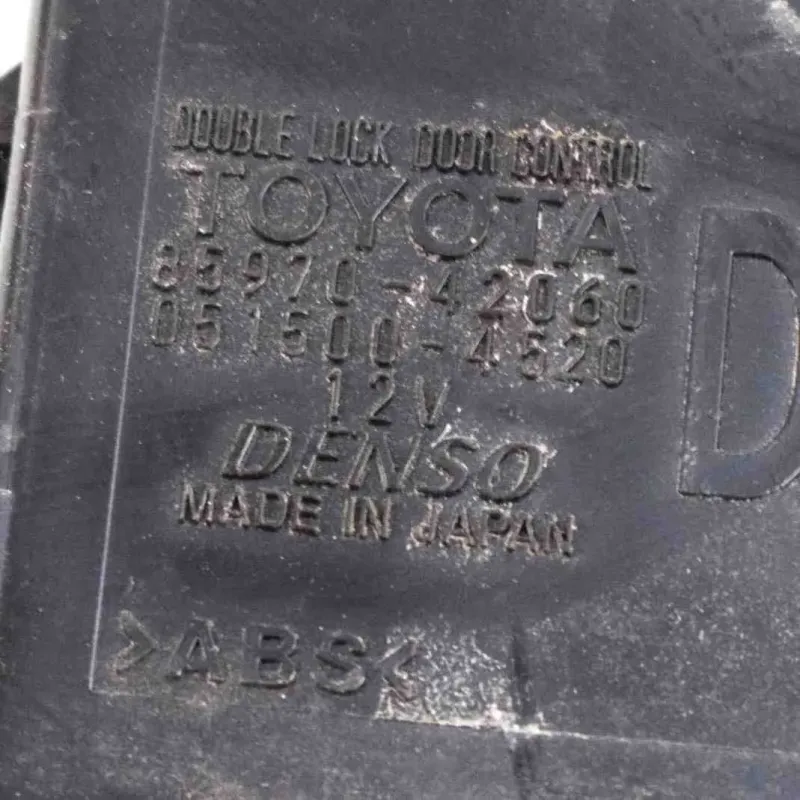 DOUBLE LOCK DOOR CONTROL
TOYOTA
85970-42060
051500-4520
12V
DENSO
MADE IN JAPAN
>ABS<
D